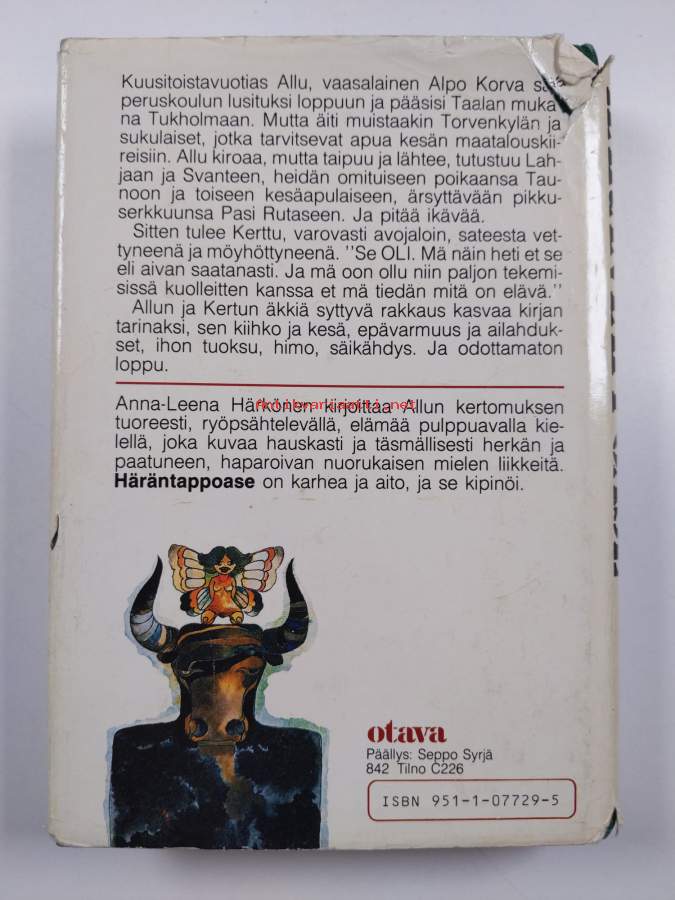 Kuusitoistavuotias Allu, vaasalainen Alpo Korva
peruskoulun lusituksi loppuun ja pääsisi Taalan muka
na Tukholmaan. Mutta äiti muistaakin Torvenkylän ja
sukulaiset, jotka tarvitsevat apua kesän maatalouskii-
reisiin. Allu kiroaa, mutta taipuu ja lähtee, tutustuu Lah-
jaan ja Svanteen, heidän omituiseen poikaansa Tau-
noon ja toiseen kesäapulaiseen, ärsyttävään pikku-
serkkuunsa Pasi Rutaseen. Ja pitää ikävää.
Sitten tulee Kerttu, varovasti avojaloin, sateesta vet-
tyneenä ja möyhöttyneenä. "Se OLI. Mä näin heti et se
eli aivan saatanasti. Ja mä oon ollu niin paljon tekemi-
sissä kuolleitten kanssa et mä tiedän mitä on elävä."
Allun ja Kertun äkkiä syttyvä rakkaus kasvaa kirjan
tarinaksi, sen kiihko ja kesä, epävarmuus ja ailahduk-
set, ihon tuoksu, himo, säikähdys. Ja odottamaton
loppu.
Anna-Leena Härkönen kirjoittaa Allun kertomuksen
tuoreesti, ryöpsähtelevällä, elämää pulppuavalla kie-
lellä, joka kuvaa hauskasti ja täsmällisesti herkän ja
paatuneen, haparoivan nuorukaisen mielen liikkeitä.
Häräntappoase on karhea ja aito, ja se kipinöi.
otava
Päällys: Seppo Syrjä
842 Tilno C226
ISBN 951-1-07729-5